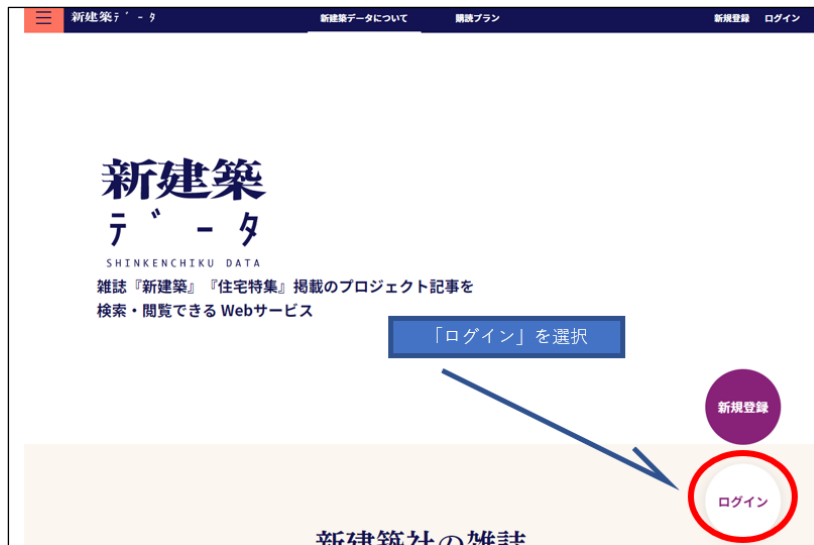 新建築データ 新建築データについて 購読プラン 新規登録 ログイン
新建築
データ
SHINKENCHIKU DATA
雑誌『新建築』『住宅特集』掲載のプロジェクト記事を
検索・閲覧できる Webサービス
「ログイン」を選択
新規登録
ログイン
新建築社の雑誌